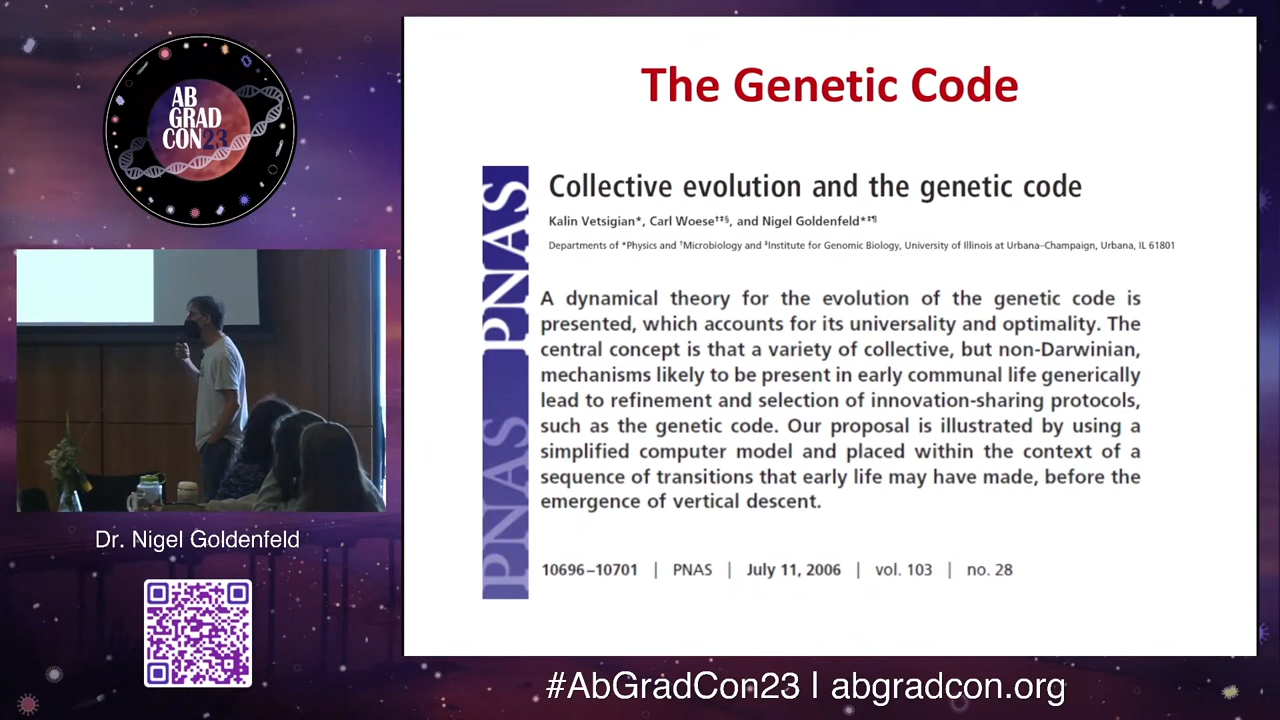 AB
GRAD
CON23
Dr. Nigel Goldenfeld
The Genetic Code
PNAS
PNAS
Collective evolution and the genetic code
Kalin Vetsigian*, Carl Woese†‡§, and Nigel Goldenfeld*‡¶
Departments of *Physics and †Microbiology and ‡Institute for Genomic Biology, University of Illinois at Urbana–Champaign, Urbana, IL 61801
A dynamical theory for the evolution of the genetic code is
presented, which accounts for its universality and optimality. The
central concept is that a variety of collective, but non-Darwinian,
mechanisms likely to be present in early communal life generically
lead to refinement and selection of innovation-sharing protocols,
such as the genetic code. Our proposal is illustrated by using a
simplified computer model and placed within the context of a
sequence of transitions that early life may have made, before the
emergence of vertical descent.
10696–10701 | PNAS | July 11, 2006 | vol. 103 | no. 28
#AbGradCon23 | abgradcon.org